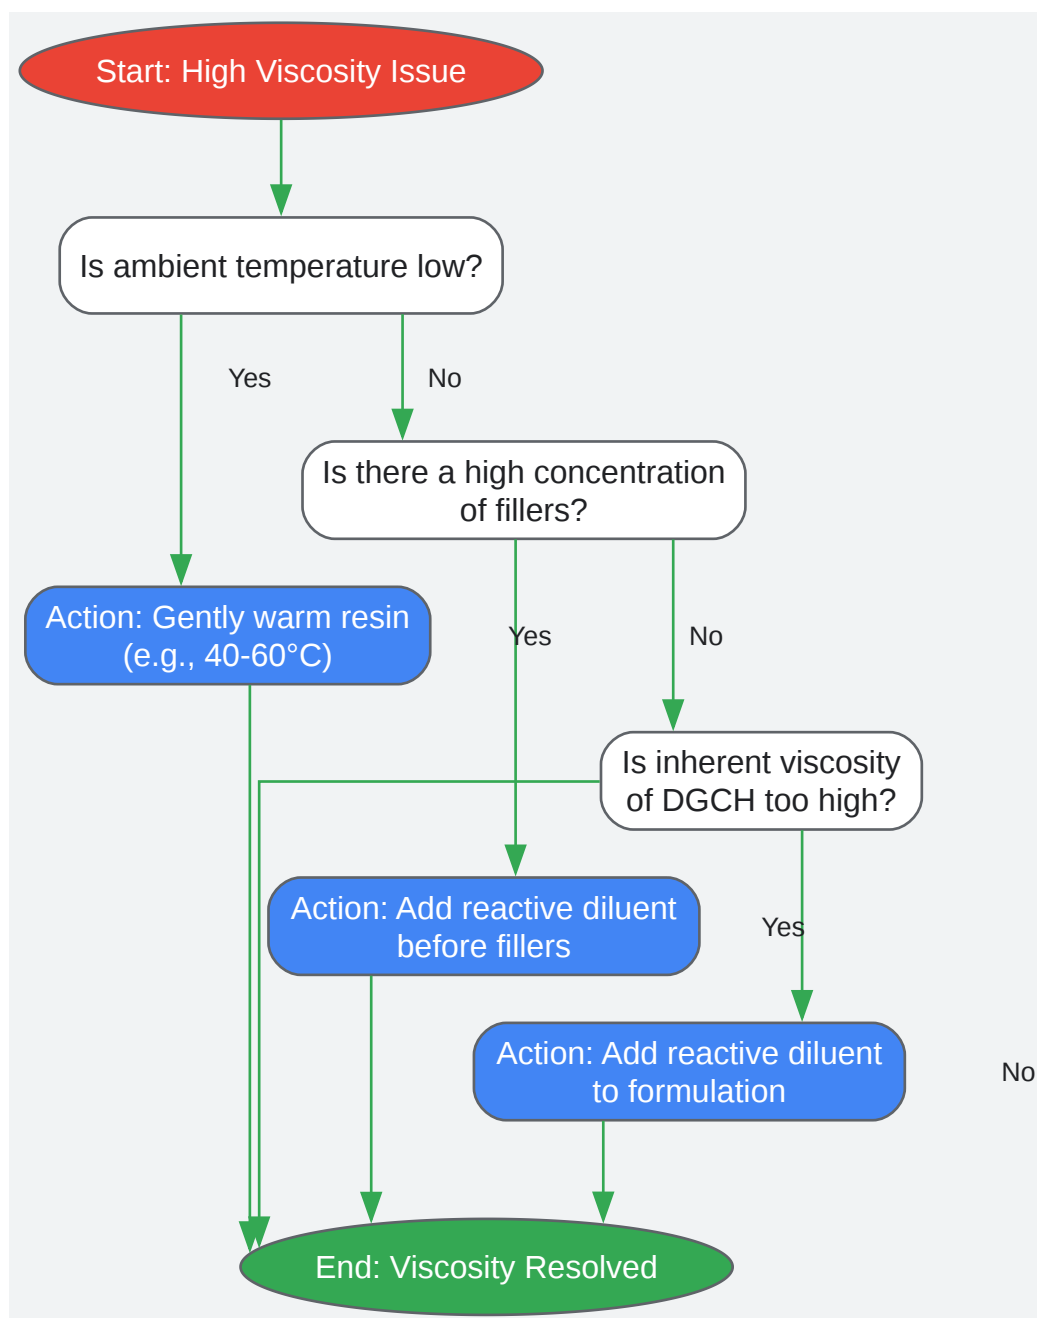 Start: High Viscosity Issue
Is ambient temperature low?
Yes
No
Is there a high concentration
of fillers?
Action: Gently warm resin
(e.g., 40-60°C)
Yes
No
Is inherent viscosity
of DGCH too high?
Action: Add reactive diluent
before fillers
Yes
Action: Add reactive diluent
to formulation
No
End: Viscosity Resolved